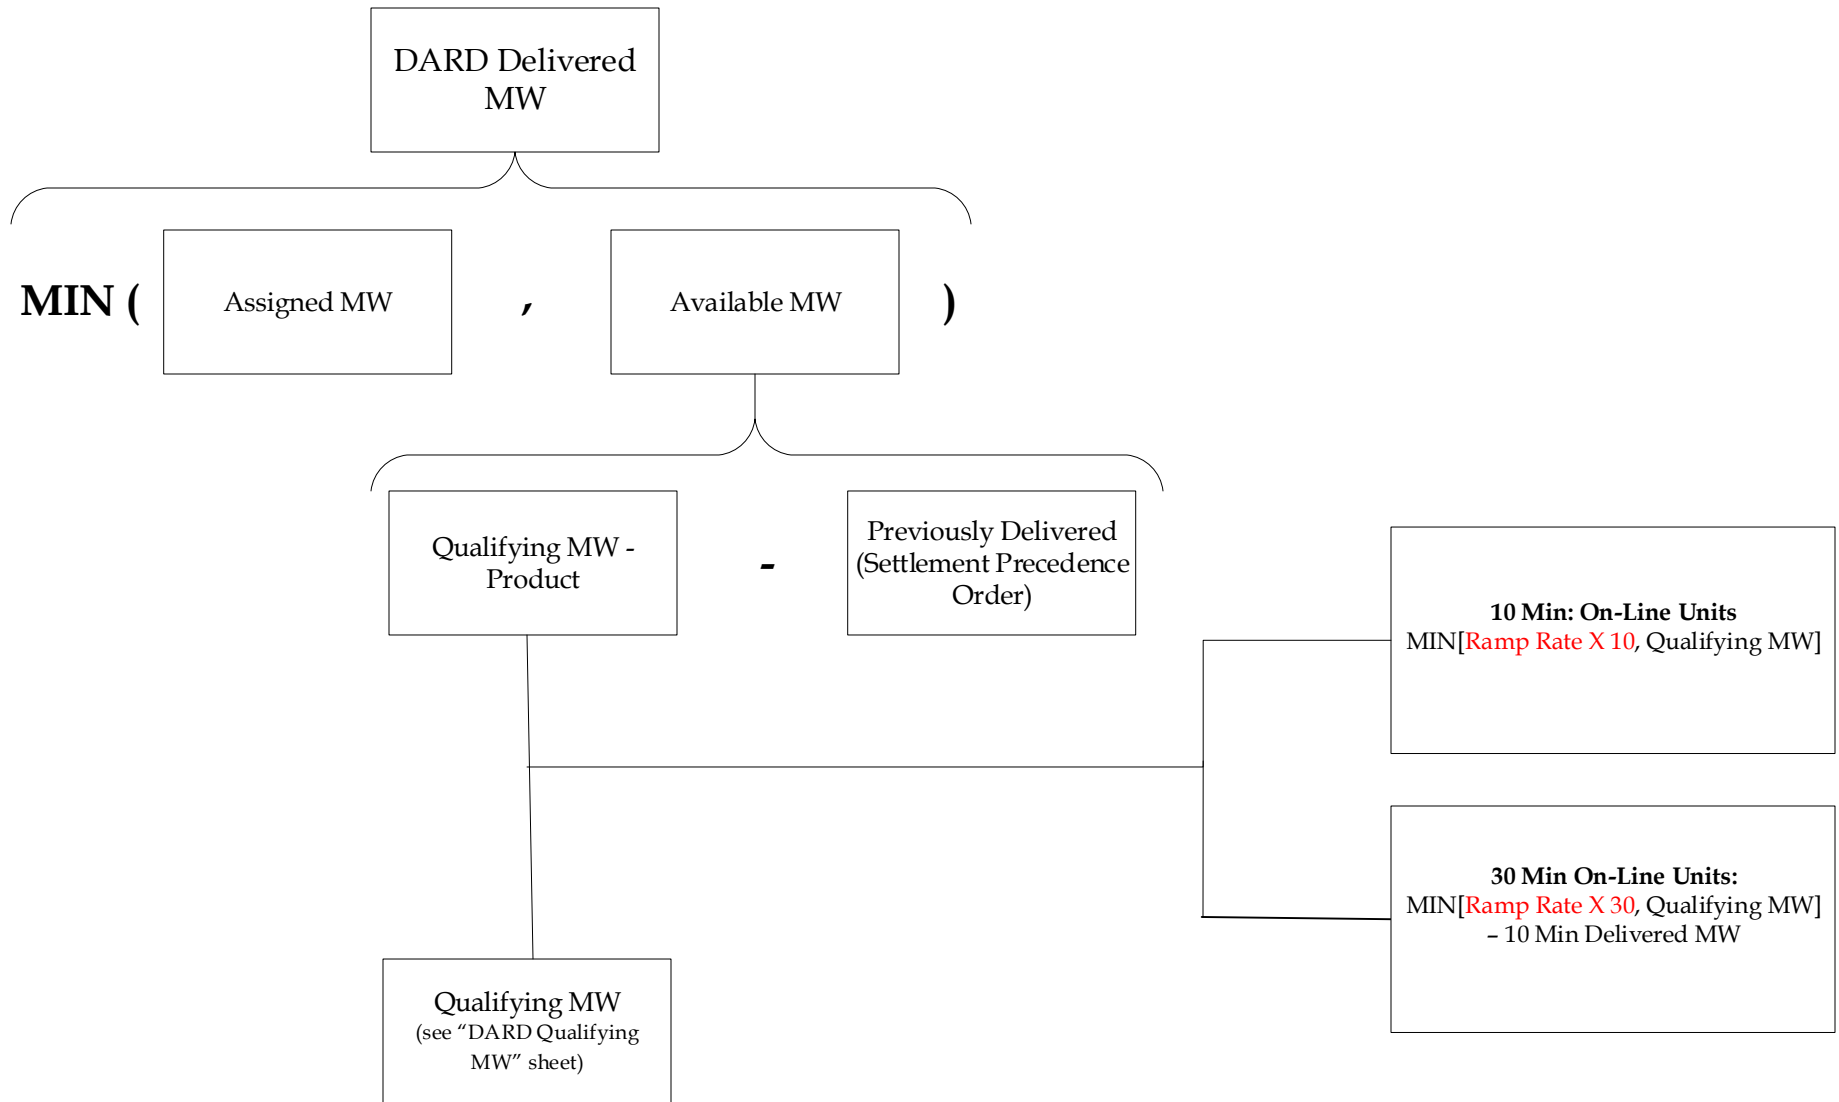 DARD Delivered
MW
MIN ( Assigned MW , Available MW )
Qualifying MW -
Product
-
Previously Delivered
(Settlement Precedence
Order)
10 Min: On-Line Units
MIN[Ramp Rate X 10, Qualifying MW]
30 Min On-Line Units:
MIN[Ramp Rate X 30, Qualifying MW]
– 10 Min Delivered MW
Qualifying MW
(see “DARD Qualifying
MW” sheet)